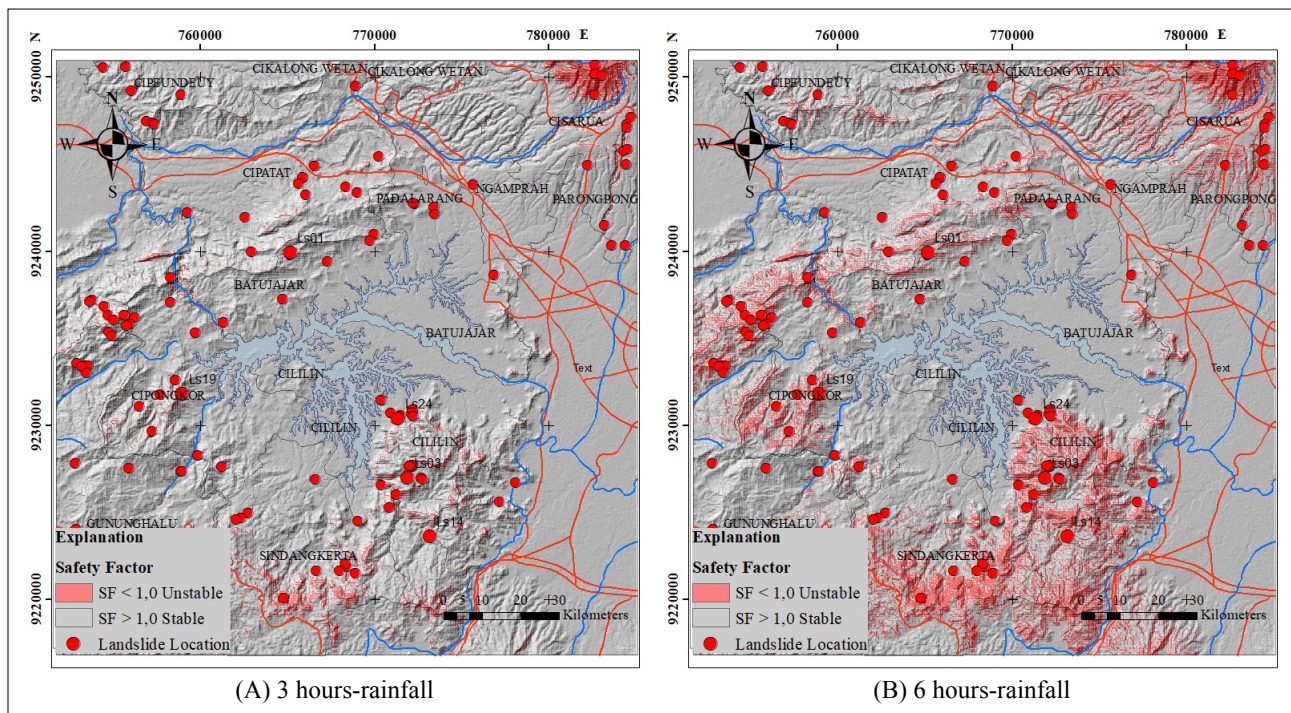 760000
770000
780000 E
N
9250000
9240000
9230000
9220000
CIKALONG WETAN
CIKALONG WETAN
CIPEUNDEUY
N
W
E
S
CISARUA
CIPATAT
NGAMPRAH
PADALARANG
PARONGPONG
Ls01
BATUJAJAR
BATUJAJAR
Text
CILILIN
Ls19
CIPONGKOR
Ls24
CILILIN
CILILIN
Ls03
GUNUNGHALU
Ls14
SINDANGKERTA
Explanation
Safety Factor
SF < 1,0 Unstable
SF > 1,0 Stable
Landslide Location
0 5 10 20 30
Kilometers
(A) 3 hours-rainfall
760000
770000
780000 E
N
9250000
9240000
9230000
9220000
CIKALONG WETAN
CIKALONG WETAN
CIPEUNDEUY
N
W
E
S
CISARUA
CIPATAT
NGAMPRAH
PADALARANG
PARONGPONG
Ls01
BATUJAJAR
BATUJAJAR
Text
CILILIN
Ls19
CIPONGKOR
Ls24
CILILIN
CILILIN
Ls03
GUNUNGHALU
Ls14
SINDANGKERTA
Explanation
Safety Factor
SF < 1,0 Unstable
SF > 1,0 Stable
Landslide Location
0 5 10 20 30
Kilometers
(B) 6 hours-rainfall